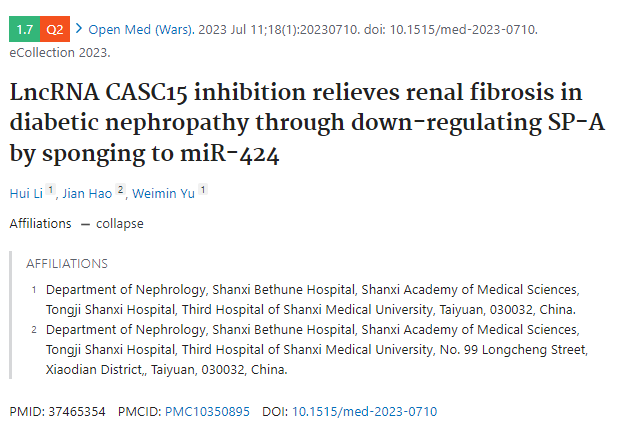 1.7 Q2 > Open Med (Wars). 2023 Jul 11;18(1):20230710. doi: 10.1515/med-2023-0710.
eCollection 2023.
LncRNA CASC15 inhibition relieves renal fibrosis in
diabetic nephropathy through down-regulating SP-A
by sponging to miR-424
Hui Li 1, Jian Hao 2, Weimin Yu 1
Affiliations – collapse
AFFILIATIONS
1 Department of Nephrology, Shanxi Bethune Hospital, Shanxi Academy of Medical Sciences,
Tongji Shanxi Hospital, Third Hospital of Shanxi Medical University, Taiyuan, 030032, China.
2 Department of Nephrology, Shanxi Bethune Hospital, Shanxi Academy of Medical Sciences,
Tongji Shanxi Hospital, Third Hospital of Shanxi Medical University, No. 99 Longcheng Street,
Xiaodian District,, Taiyuan, 030032, China.
PMID: 37465354 PMCID: PMC10350895 DOI: 10.1515/med-2023-0710